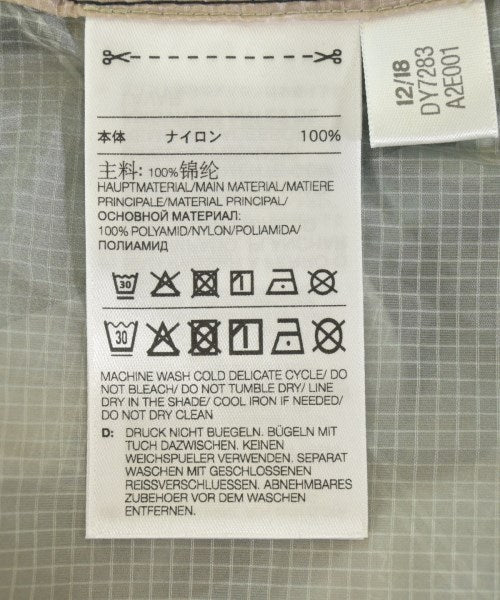 12/18
DY7283
A2E001
本体 ナイロン 100%
主料: 100%锦纶
HAUPTMATERIAL/MAIN MATERIAL/MATIERE
PRINCIPALE/MATERIAL PRINCIPAL/
ОСНОВНОЙ МАТЕРИАЛ:
100% POLYAMID/NYLON/POLIAMIDA/
ПОЛИАМИД
30
30
MACHINE WASH COLD DELICATE CYCLE/ DO
NOT BLEACH/ DO NOT TUMBLE DRY/ LINE
DRY IN THE SHADE/ COOL IRON IF NEEDED/
DO NOT DRY CLEAN
D: DRUCK NICHT BUEGELN. BÜGELN MIT
TUCH DAZWISCHEN. KEINEN
WEICHSPUELER VERWENDEN. SEPARAT
WASCHEN MIT GESCHLOSSENEN
REISSVERSCHLUESSEN. ABNEHMBARES
ZUBEHOER VOR DEM WASCHEN
ENTFERNEN.